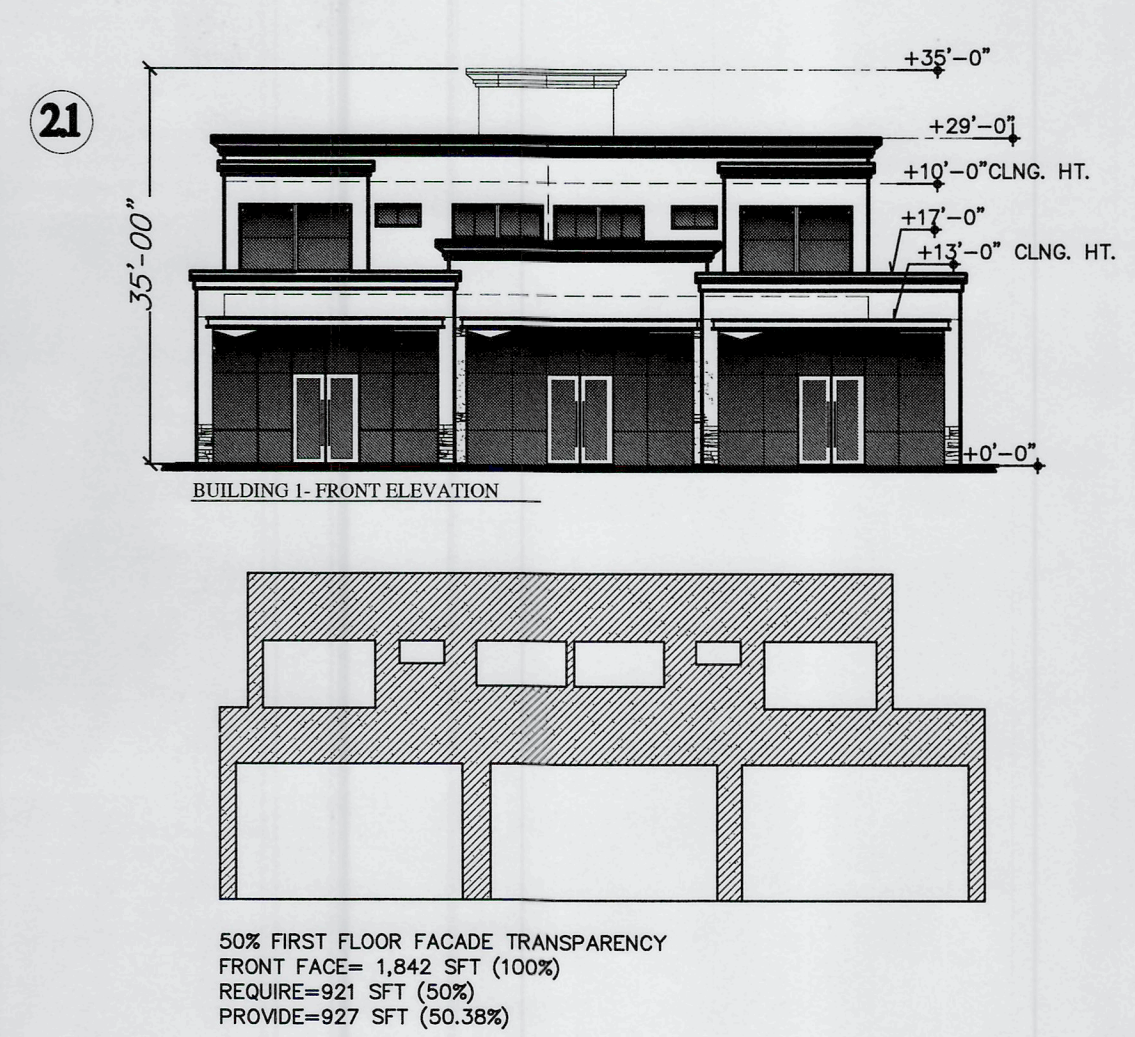 +35'-0"
2.1
+29'-0"
+10'-0"CLNG. HT.
+17'-0"
35'-00"
+13'-0" CLNG. HT.
+0'-0"
BUILDING 1- FRONT ELEVATION
50% FIRST FLOOR FACADE TRANSPARENCY
FRONT FACE= 1,842 SFT (100%)
REQUIRE=921 SFT (50%)
PROVIDE=927 SFT (50.38%)